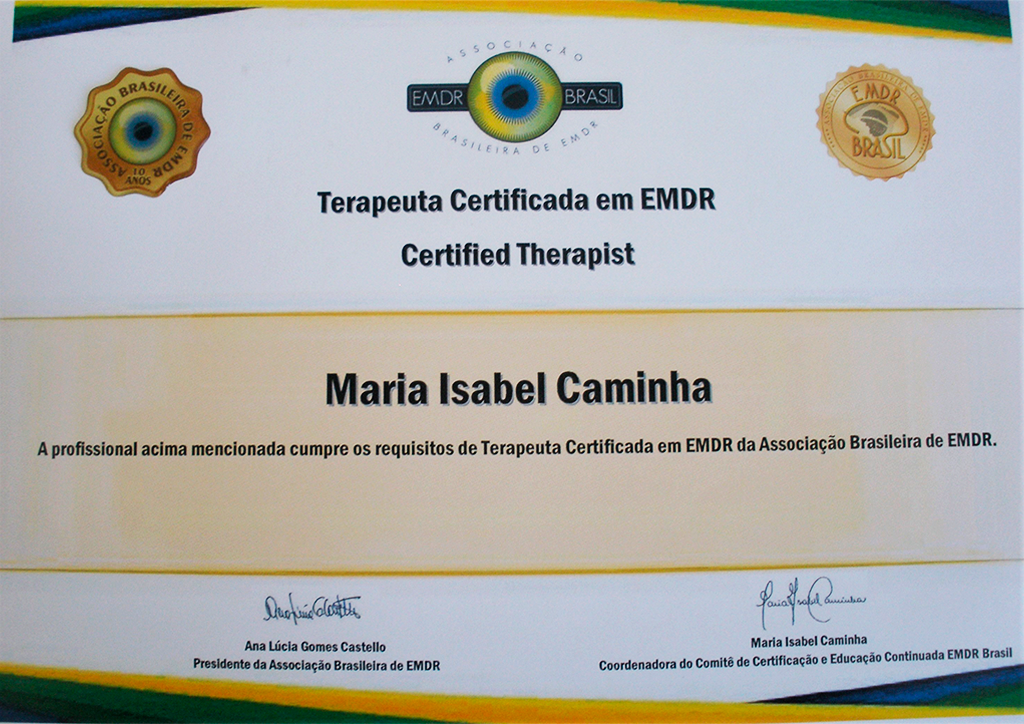 ASSOCIAÇÃO BRASILEIRA DE EMDR
10
ANOS
ASSOCIAÇÃO
EMDR BRASIL
BRASILEIRA DE EMDR
EMDR
BRASIL
Terapeuta Certificada em EMDR
Certified Therapist
Maria Isabel Caminha
A profissional acima mencionada cumpre os requisitos de Terapeuta Certificada em EMDR da Associação Brasileira de EMDR.
Maria Isabel Caminha
Ana Lúcia Gomes Castello
Presidente da Associação Brasileira de EMDR
Maria Isabel Caminha
Coordenadora do Comitê de Certificação e Educação Continuada EMDR Brasil